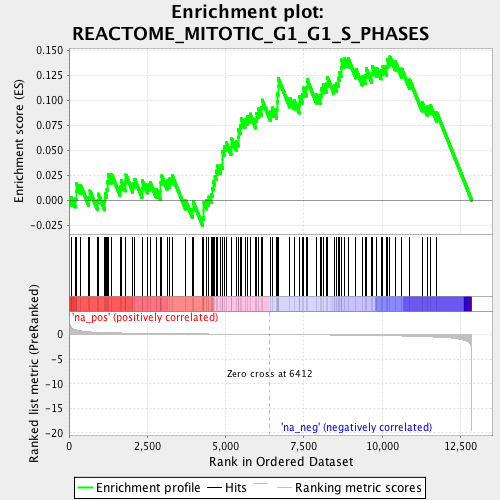 Enrichment plot:
REACTOME_MITOTIC_G1_G1_S_PHASES
Enrichment score (ES)
0.150
0.125
0.100
0.075
0.050
0.025
0.000
-0.025
'na_pos' (positively correlated)
Ranked list metric (PreRanked)
0
-5
-10
-15
-20
Zero cross at 6412
'na_neg' (negatively correlated)
0
2,500
5,000
7,500
10,000
12,500
Rank in Ordered Dataset
Enrichment profile
Hits
Ranking metric scores